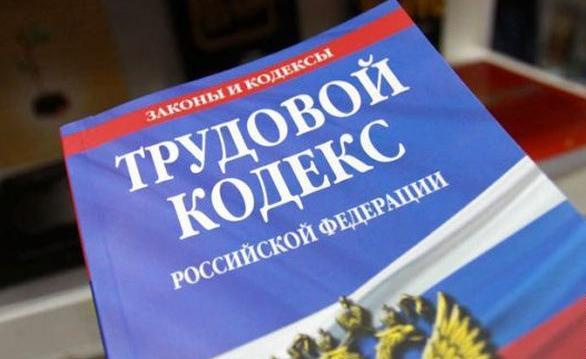 ЗАКОНЫ И КОДЕКСЫ
ТРУДОВОЙ
КОДЕКС
РОССИЙСКОЙ ФЕДЕРАЦИИ